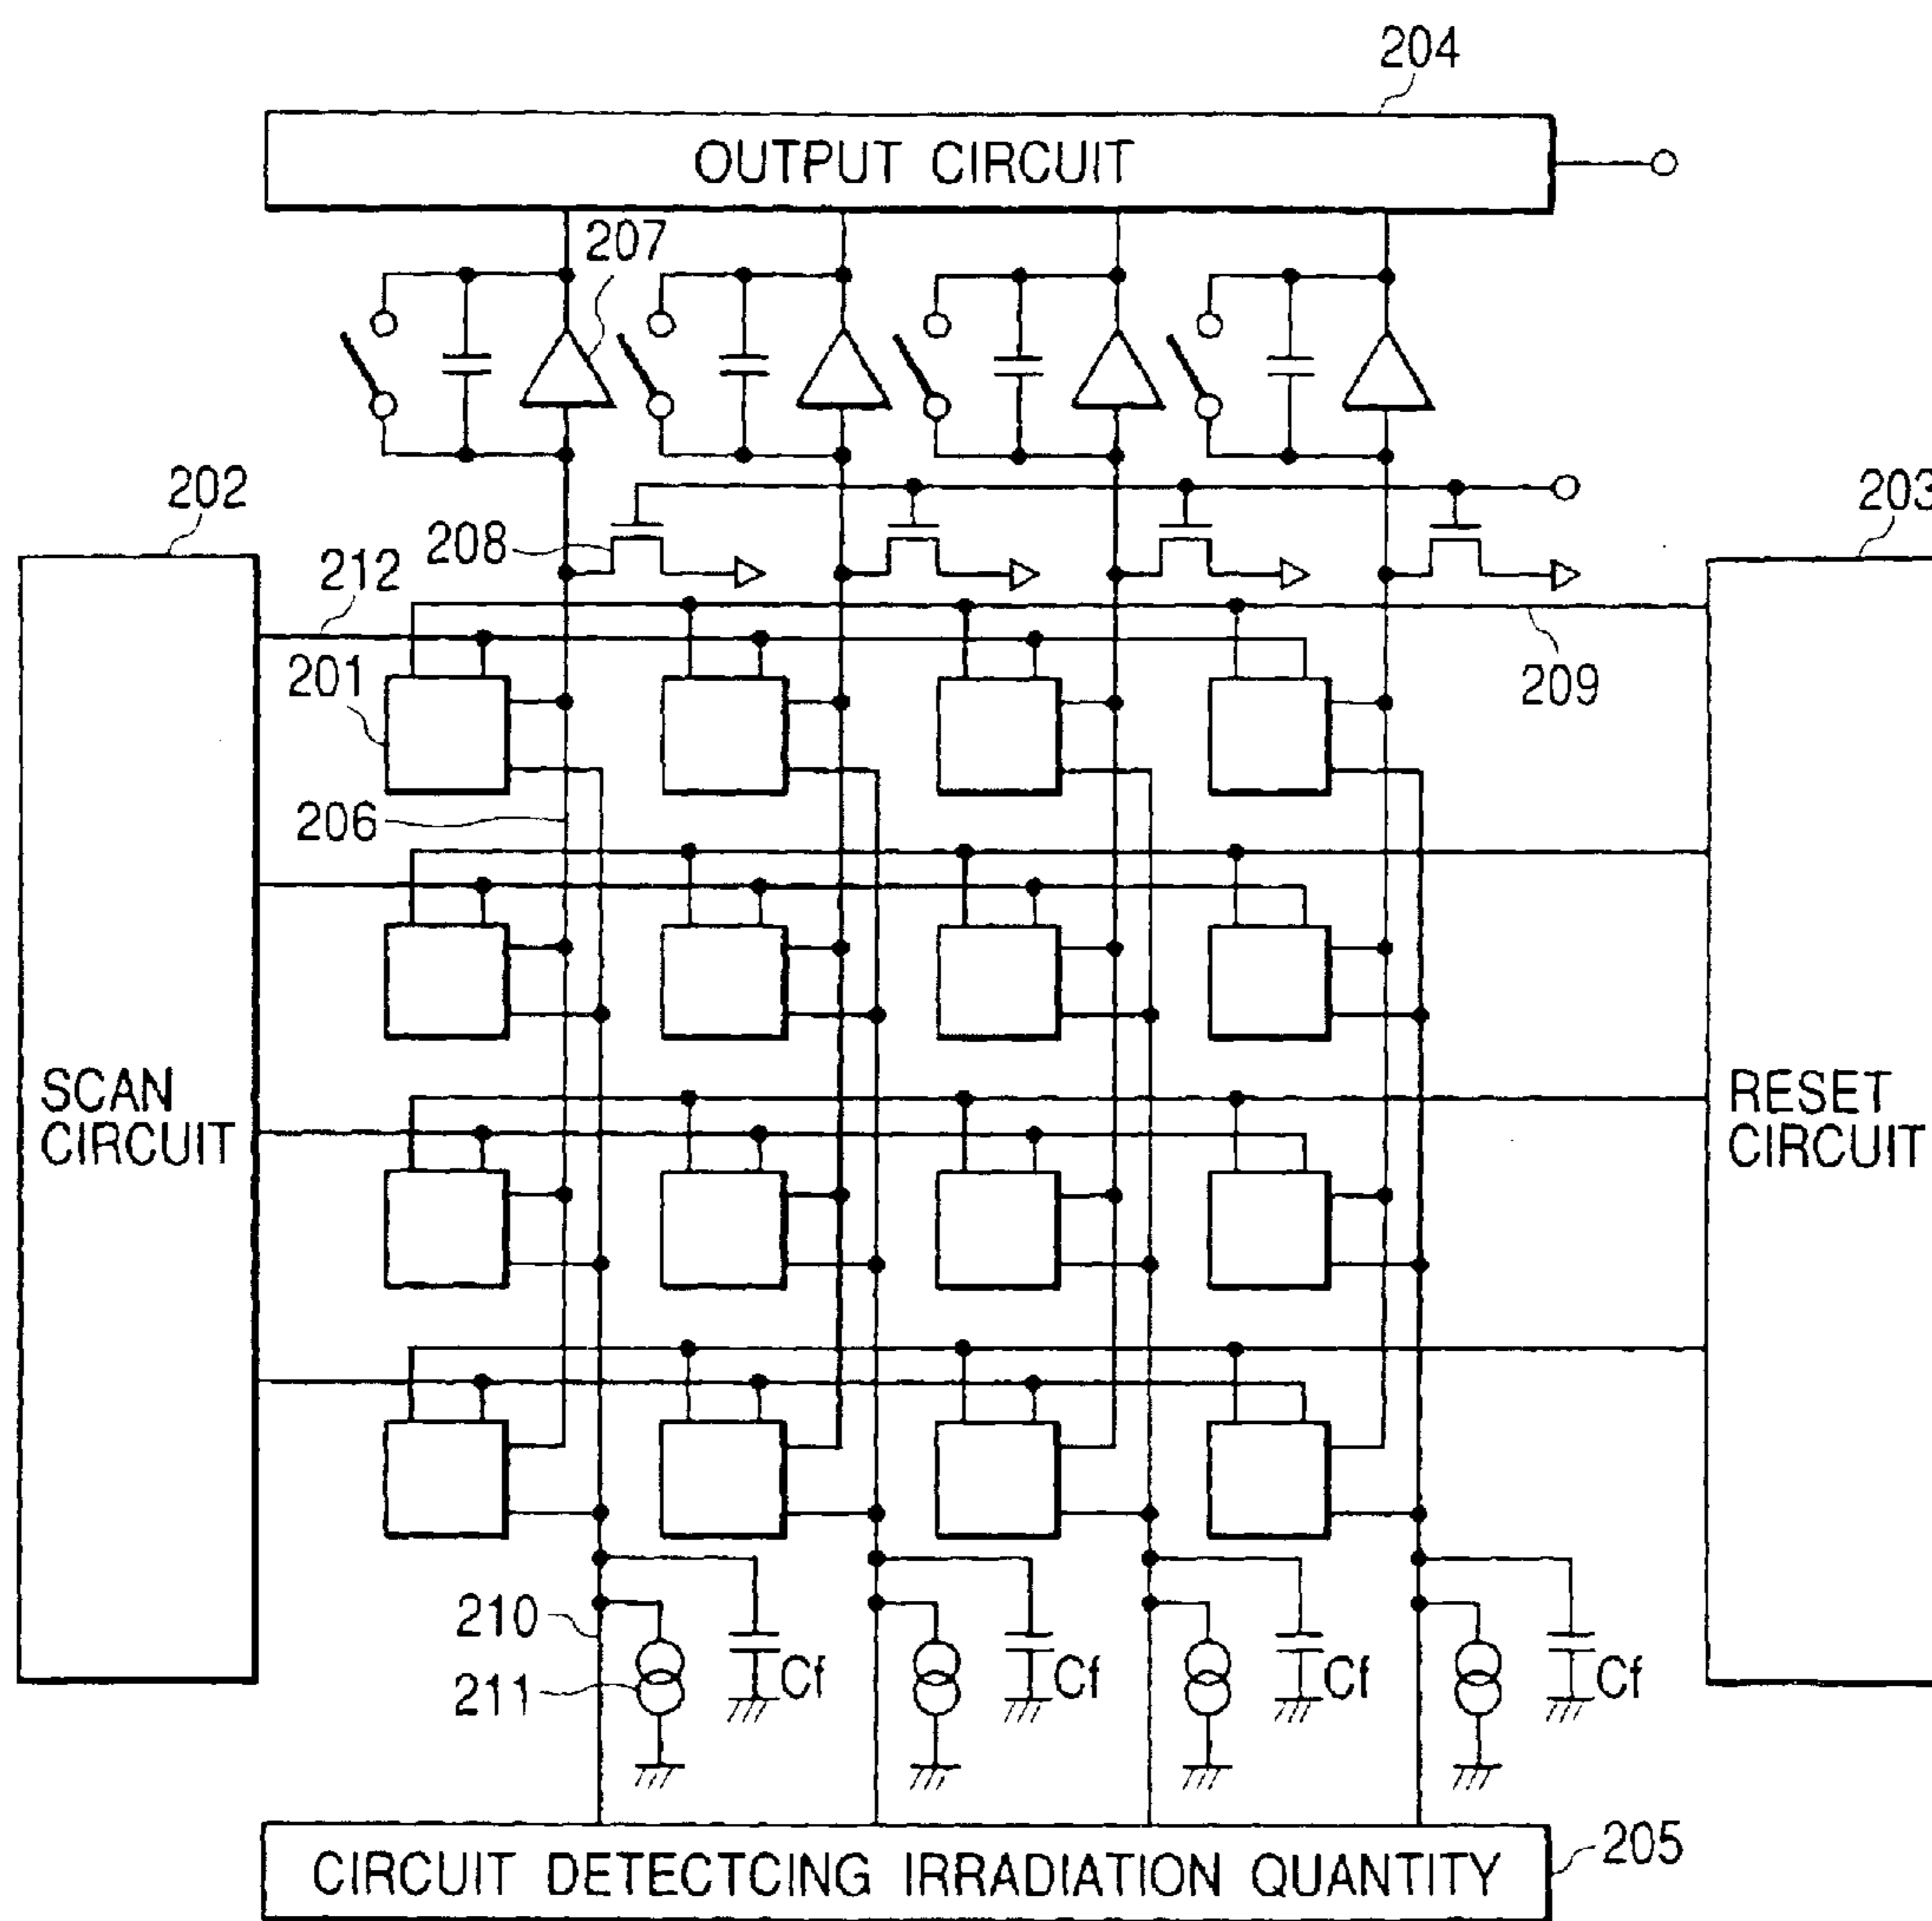 204
OUTPUT CIRCUIT
207
202
203
208
212
201
209
206
SCAN
CIRCUIT
RESET
CIRCUIT
210
211
Cf
Cf
Cf
Cf
205
CIRCUIT DETECTCING IRRADIATION QUANTITY